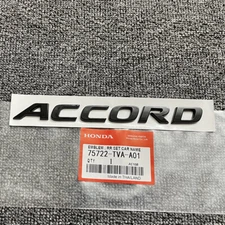 ACCORD
HONDA
EMBLEM, RR SET CAR NAME
75722-TVA-A01
QTY 1
MADE IN THAILAND